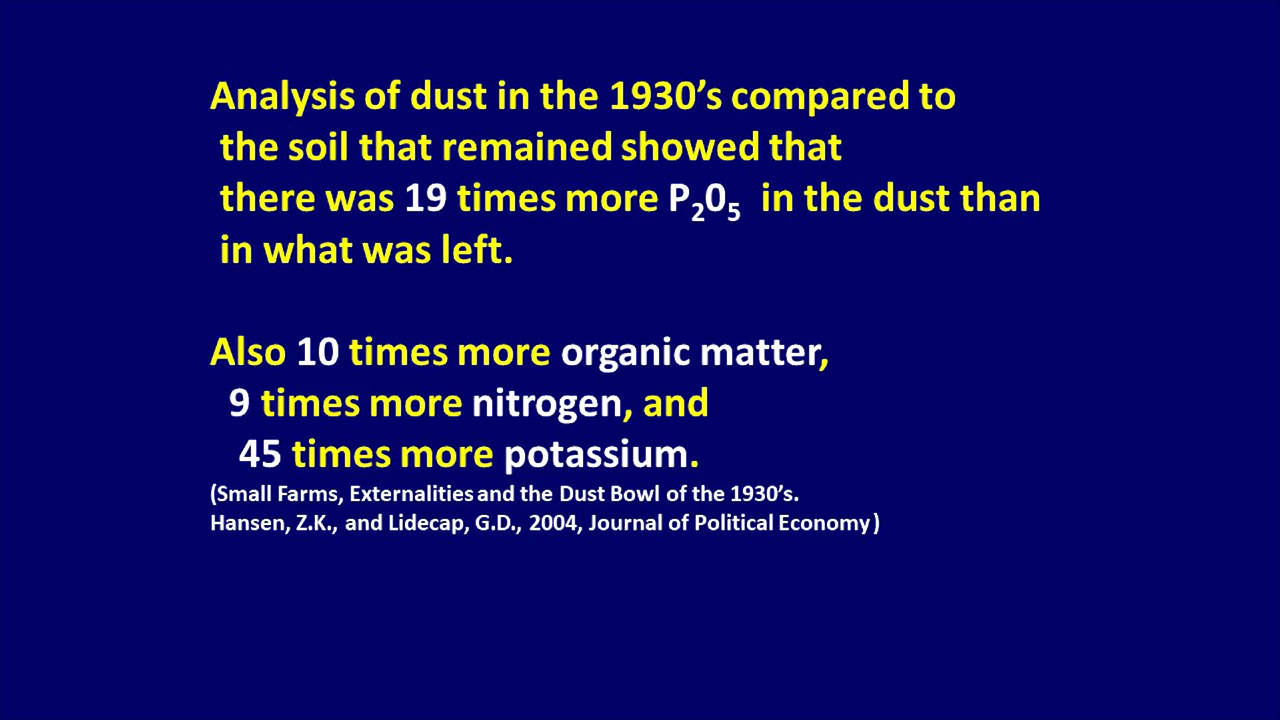 Analysis of dust in the 1930’s compared to
the soil that remained showed that
there was 19 times more P₂0₅ in the dust than
in what was left.
Also 10 times more organic matter,
9 times more nitrogen, and
45 times more potassium.
(Small Farms, Externalities and the Dust Bowl of the 1930’s.
Hansen, Z.K., and Lidecap, G.D., 2004, Journal of Political Economy)